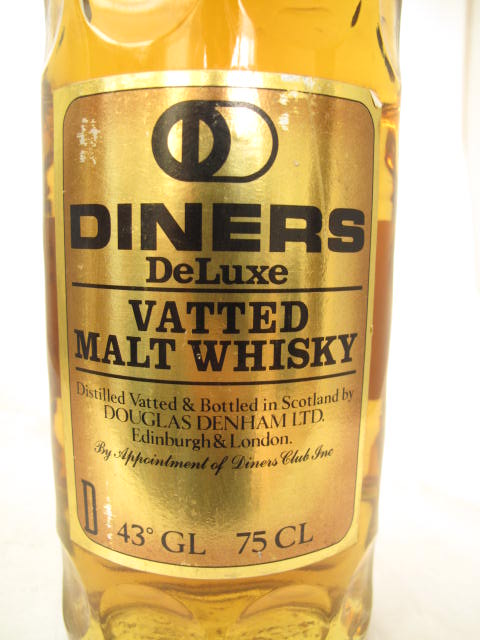 DINERS
DeLuxe
VATTED
MALT WHISKY
Distilled Vatted & Bottled in Scotland by
DOUGLAS DENHAM LTD.
Edinburgh & London.
By Appointment of Diners Club Inc
D 43° GL 75 CL